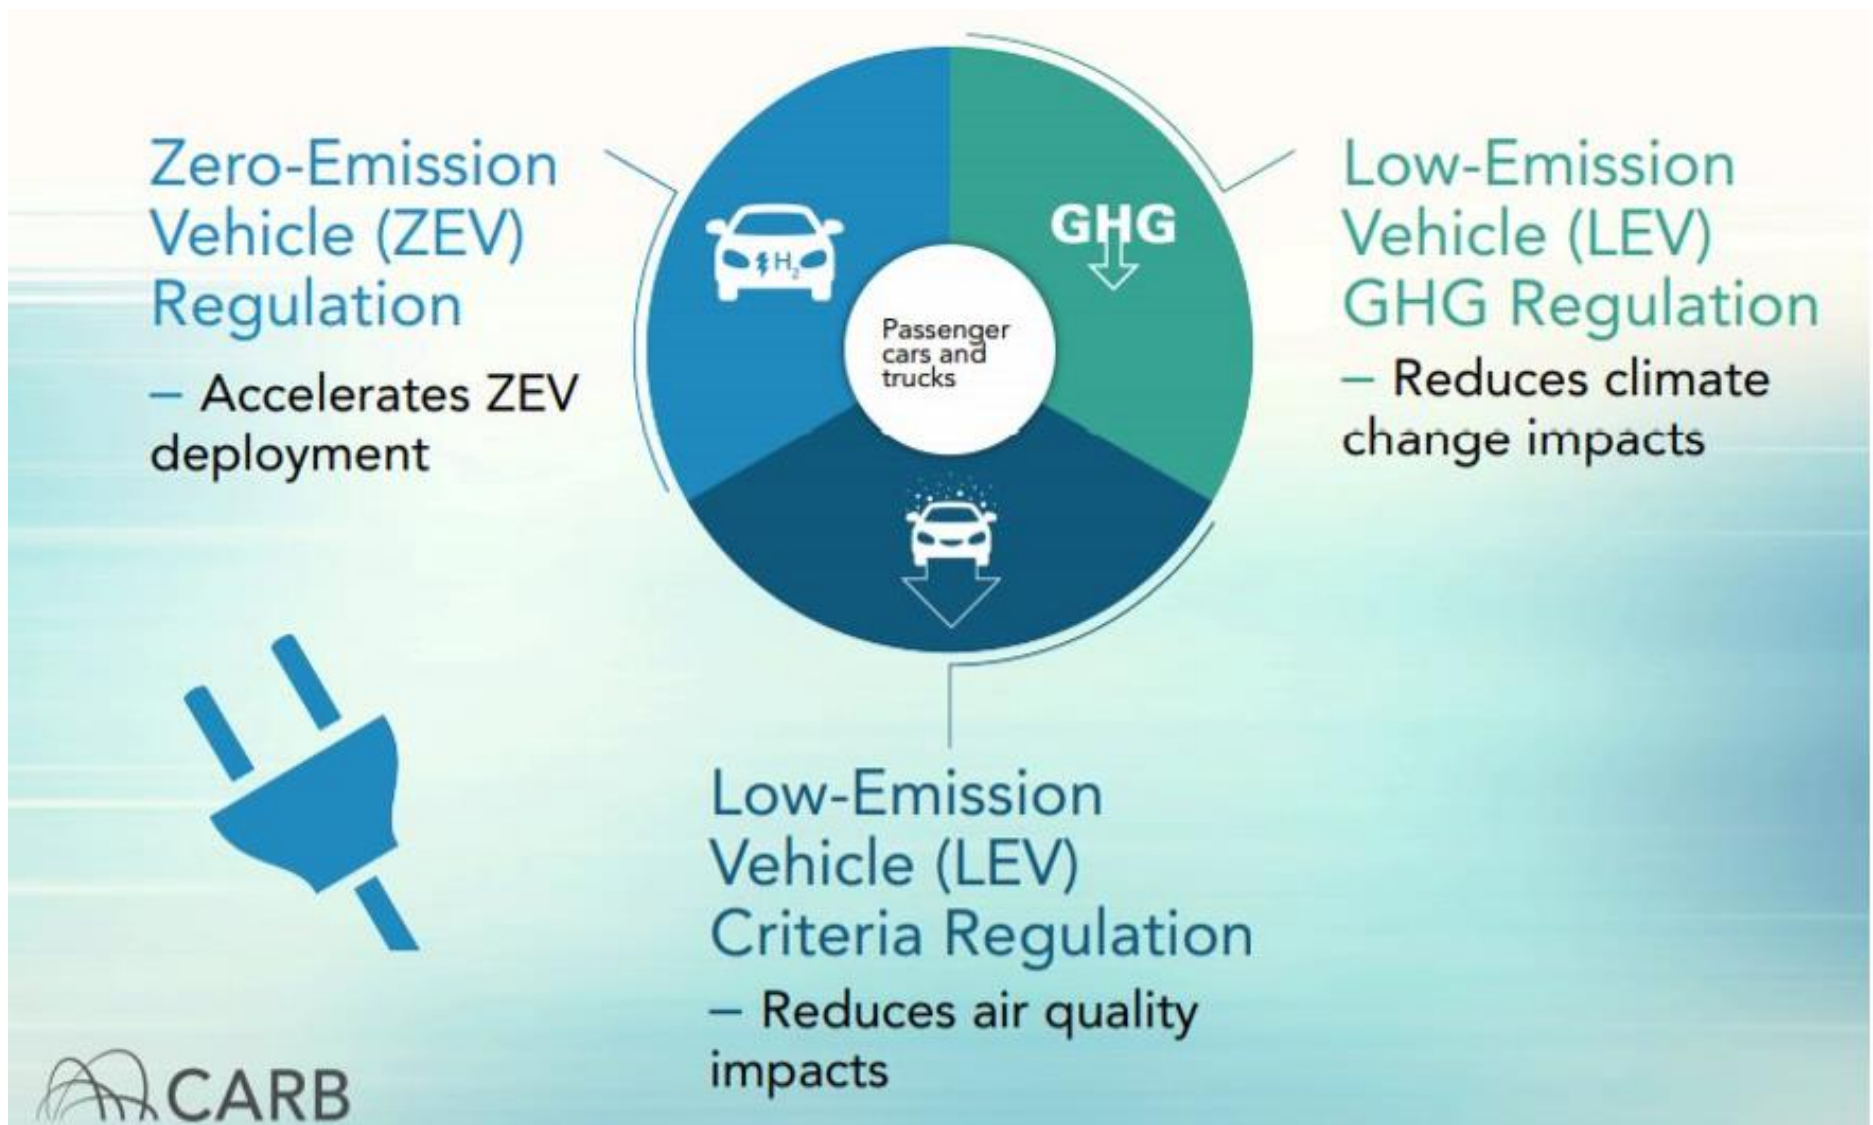 Zero-Emission
Vehicle (ZEV)
Regulation
– Accelerates ZEV
deployment
H2
GHG
Passenger
cars and
trucks
Low-Emission
Vehicle (LEV)
GHG Regulation
– Reduces climate
change impacts
Low-Emission
Vehicle (LEV)
Criteria Regulation
– Reduces air quality
impacts
CARB